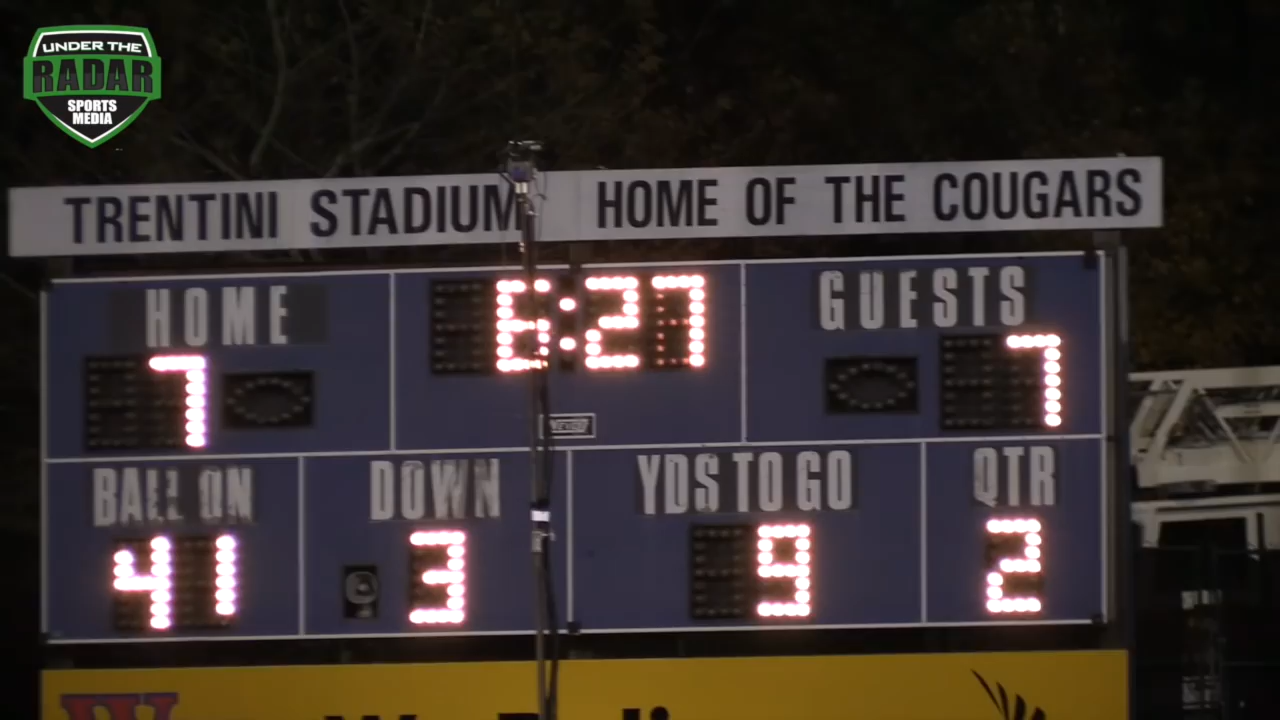 UNDER THE
RADAR
SPORTS
MEDIA
TRENTINI STADIUM HOME OF THE COUGARS
HOME 6:27 GUESTS
7 7
BALL ON DOWN YDS TO GO QTR
41 3 9 2
W